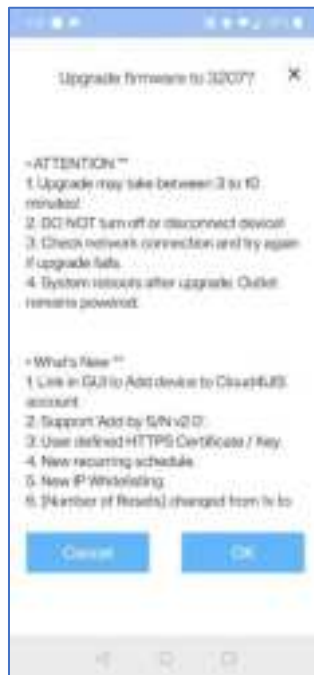 Upgrade firmware to 32077
×
ATTENTION **
1. Upgrade may take between 3 to 10
minutes!
2. DO NOT turn off or disconnect device!
3. Check network connection and try again
if upgrade fails.
4. System reboots after upgrade. Outlet
remains powered.
What's New **
1. Link in GUI to Add device to Cloud4UIS
account
2. Support 'Add by S/N v2.0'.
3. User defined HTTPS Certificate / Key
4. New recurring schedule.
5. New IP Whitelisting.
6. [Number of Resets] changed from
Cancel
OK